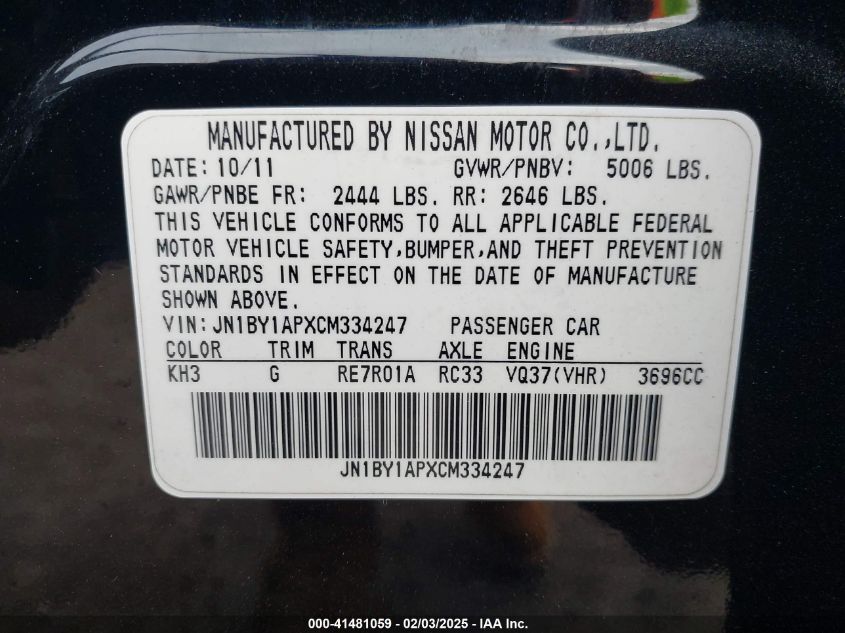 MANUFACTURED BY NISSAN MOTOR CO.,LTD.
DATE: 10/11 GVWR/PNBV: 5006 LBS.
GAWR/PNBE FR: 2444 LBS. RR: 2646 LBS.
THIS VEHICLE CONFORMS TO ALL APPLICABLE FEDERAL
MOTOR VEHICLE SAFETY,BUMPER,AND THEFT PREVENTION
STANDARDS IN EFFECT ON THE DATE OF MANUFACTURE
SHOWN ABOVE.
VIN:JN1BY1APXCM334247 PASSENGER CAR
COLOR TRIM TRANS AXLE ENGINE
KH3 G RE7R01A RC33 VQ37(VHR) 3696CC
JN1BY1APXCM334247
000-41481059 - 02/03/2025 - IAA Inc.